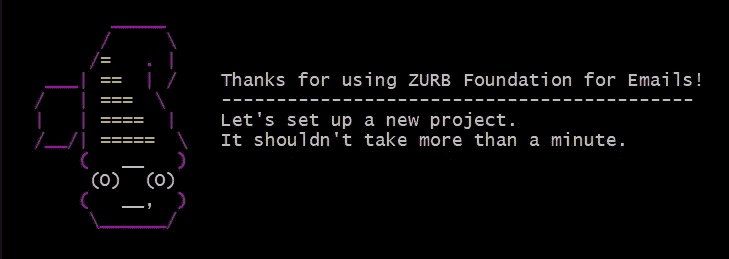 Thanks for using ZURB Foundation for Emails!
-------------------------------------------
Let's set up a new project.
It shouldn't take more than a minute.